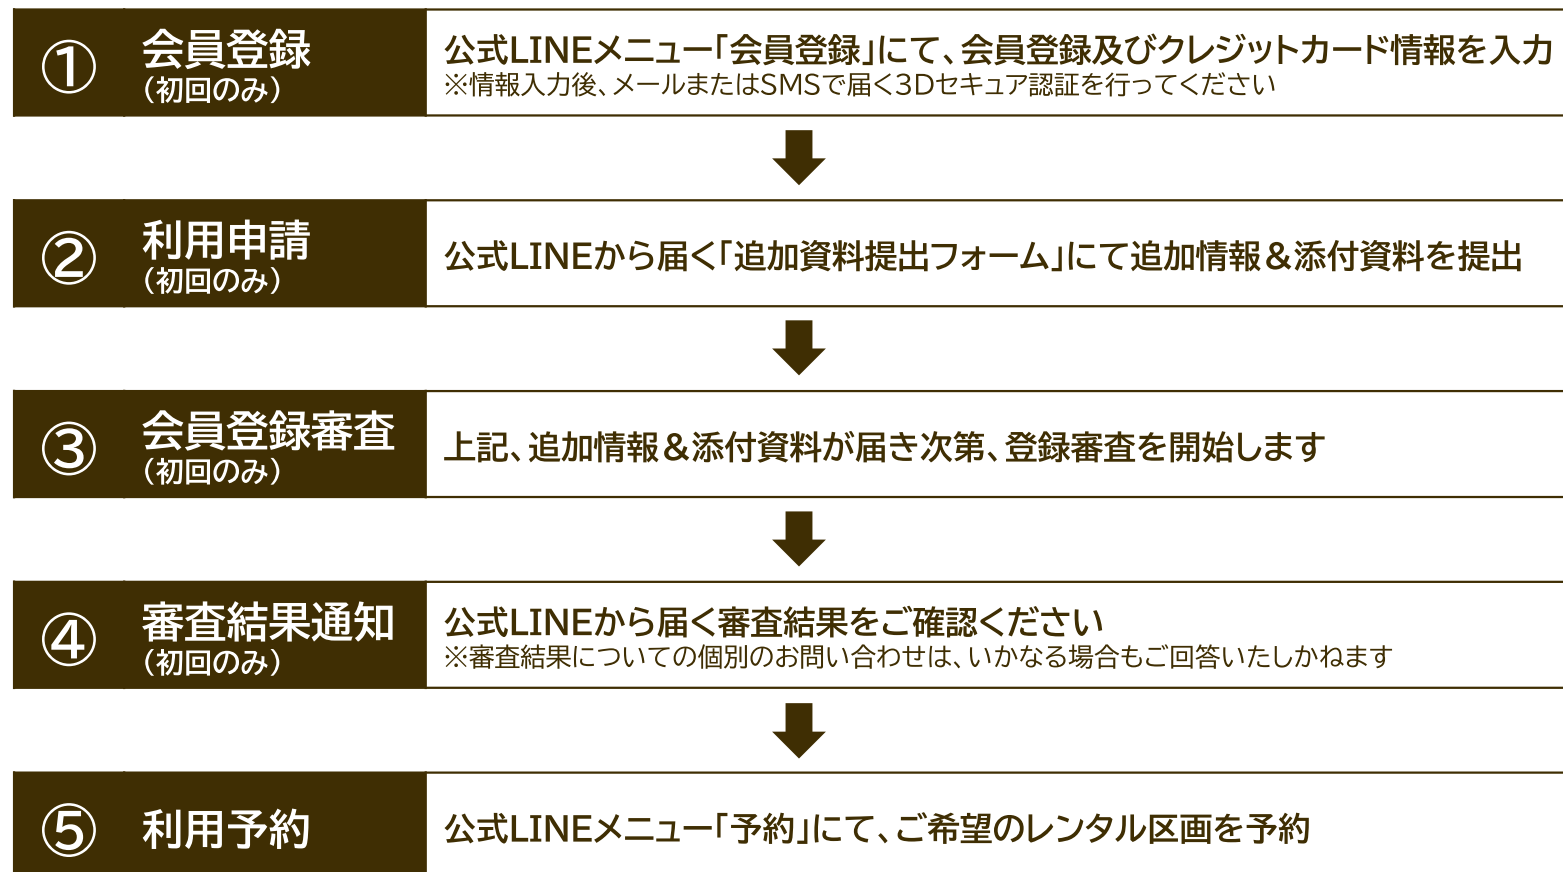 ① 会員登録
（初回のみ）
公式LINEメニュー「会員登録」にて、会員登録及びクレジットカード情報を入力
※情報入力後、メールまたはSMSで届く3Dセキュア認証を行ってください
② 利用申請
（初回のみ）
公式LINEから届く「追加資料提出フォーム」にて追加情報＆添付資料を提出
③ 会員登録審査
（初回のみ）
上記、追加情報＆添付資料が届き次第、登録審査を開始します
④ 審査結果通知
（初回のみ）
公式LINEから届く審査結果をご確認ください
※審査結果についての個別のお問い合わせは、いかなる場合もご回答いたしかねます
⑤ 利用予約
公式LINEメニュー「予約」にて、ご希望のレンタル区画を予約